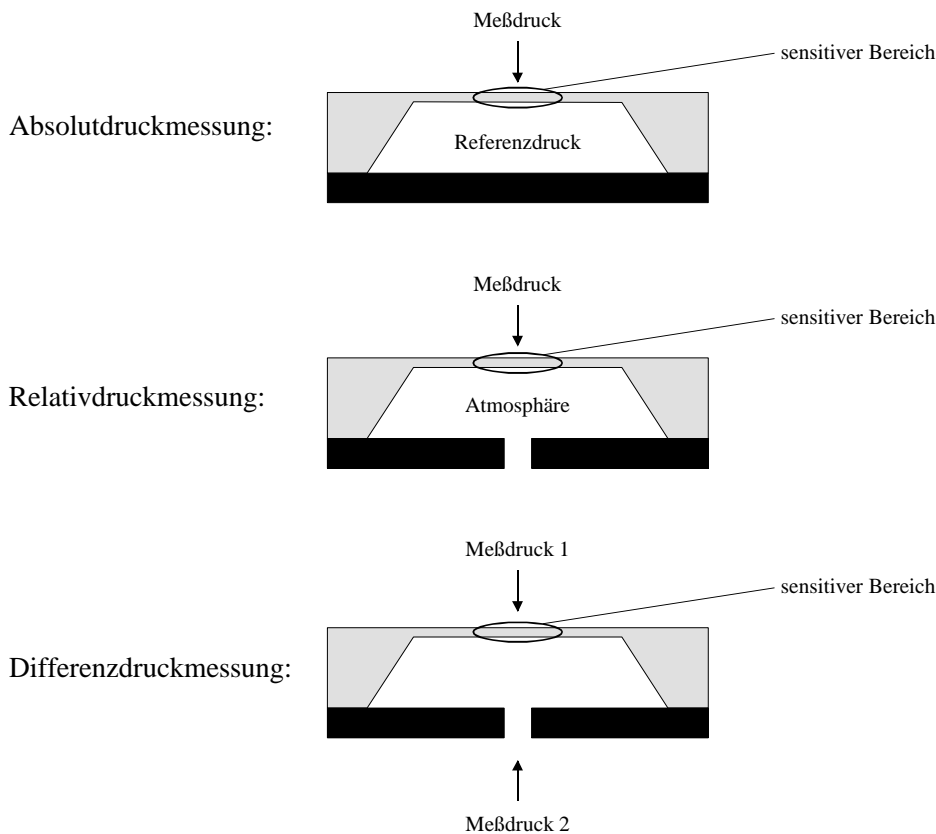 Meßdruck
sensitiver Bereich
Absolutdruckmessung:
Referenzdruck
Meßdruck
sensitiver Bereich
Relativdruckmessung:
Atmosphäre
Meßdruck 1
sensitiver Bereich
Differenzdruckmessung:
Meßdruck 2